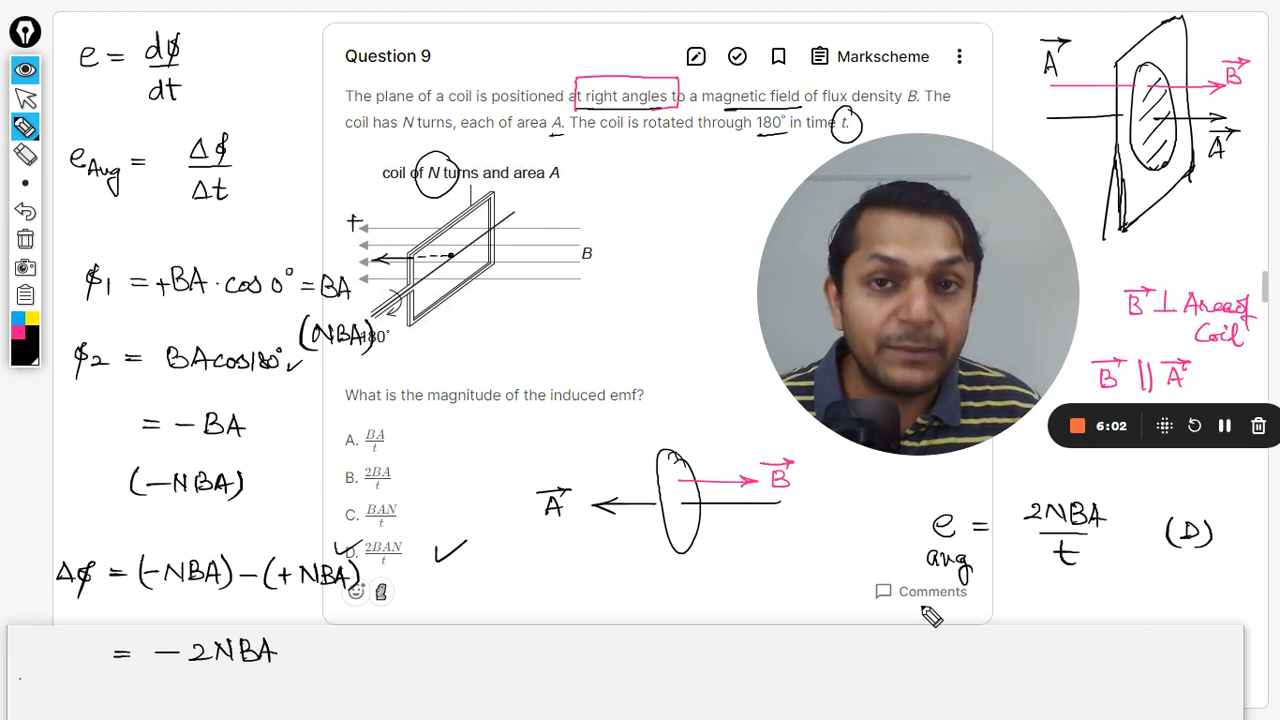 e = dϕ/dt
e Avg = Δϕ/Δt
ϕ1 = +BA · cos 0° = BA
(NBA)
ϕ2 = BA cos180°
= - BA
(-NBA)
Δϕ = (-NBA) - (+NBA)
= - 2NBA
Question 9
Markscheme
The plane of a coil is positioned at right angles to a magnetic field of flux density B. The
coil has N turns, each of area A. The coil is rotated through 180° in time t.
coil of N turns and area A
B
180°
What is the magnitude of the induced emf?
A. BA/t
B. 2BA/t
C. BAN/t
D. 2BAN/t
A
B
Comments
A
B
A
B ⊥ Area of
Coil
B || A
6:02
e avg = 2NBA/t (D)